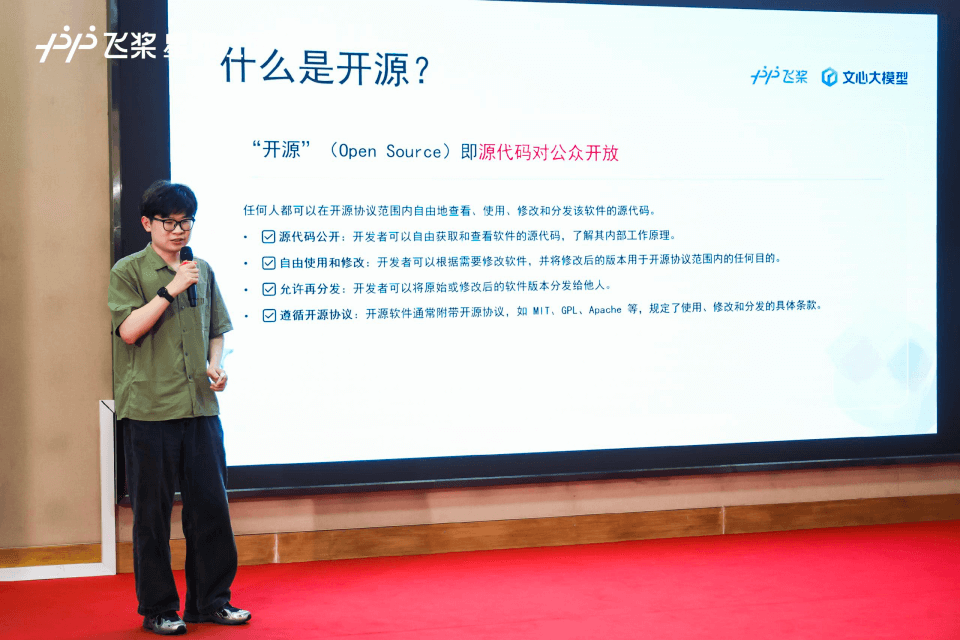 飞桨星
什么是开源？
飞桨 文心大模型
“开源”（Open Source）即源代码对公众开放
任何人都可以在开源协议范围内自由地查看、使用、修改和分发该软件的源代码。
• 源代码公开：开发者可以自由获取和查看软件的源代码，了解其内部工作原理。
• 自由使用和修改：开发者可以根据需要修改软件，并将修改后的版本用于开源协议范围内的任何目的。
• 允许再分发：开发者可以将原始或修改后的软件版本分发给他人。
• 遵循开源协议：开源软件通常附带开源协议，如 MIT、GPL、Apache 等，规定了使用、修改和分发的具体条款。